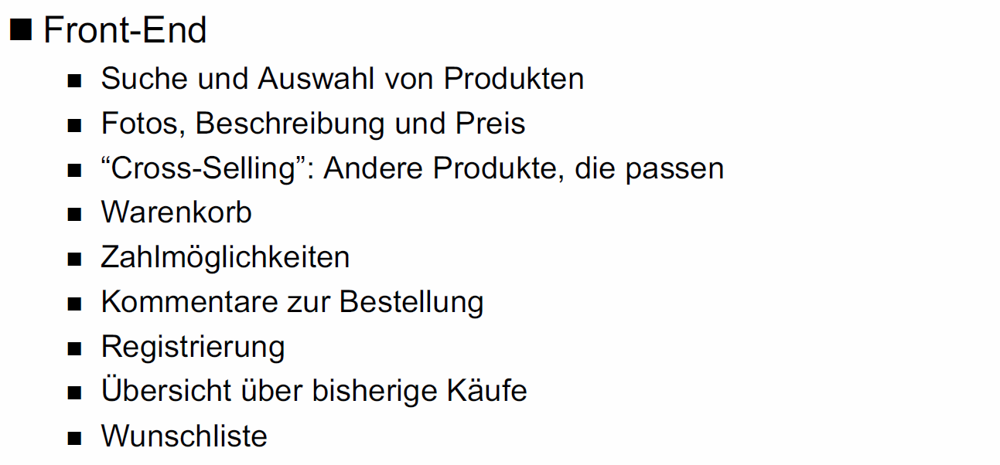 ■ Front-End
■ Suche und Auswahl von Produkten
■ Fotos, Beschreibung und Preis
■ “Cross-Selling”: Andere Produkte, die passen
■ Warenkorb
■ Zahlmöglichkeiten
■ Kommentare zur Bestellung
■ Registrierung
■ Übersicht über bisherige Käufe
■ Wunschliste